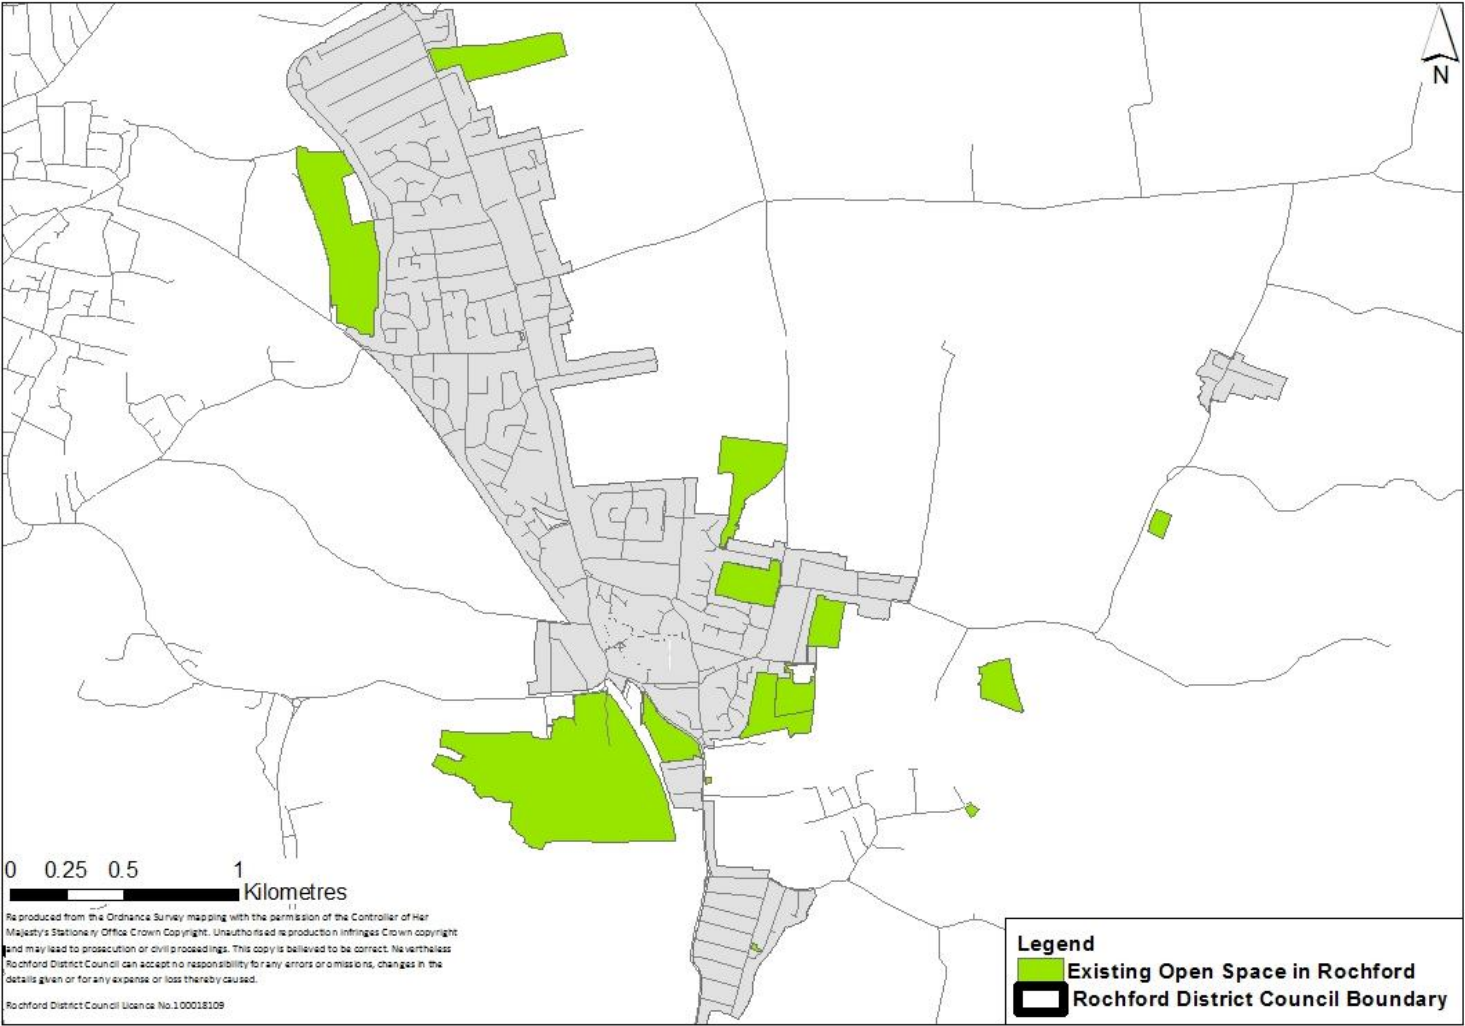 N
0 0.25 0.5 1
Kilometres
Reproduced from the Ordnance Survey mapping with the permission of the Controller of Her
Majesty's Stationery Office Crown Copyright. Unauthorised reproduction infringes Crown copyright
and may lead to prosecution or civil proceedings. This copy is believed to be correct. Nevertheless
Rochford District Council can accept no responsibility for any errors or omissions, changes in the
details given or for any expense or loss thereby caused.
Rochford District Council Licence No.100018109
Legend
Existing Open Space in Rochford
Rochford District Council Boundary